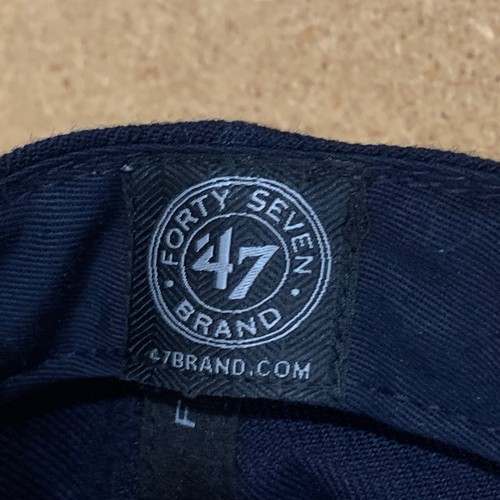 FORTY SEVEN
'47
BRAND
47BRAND.COM
F